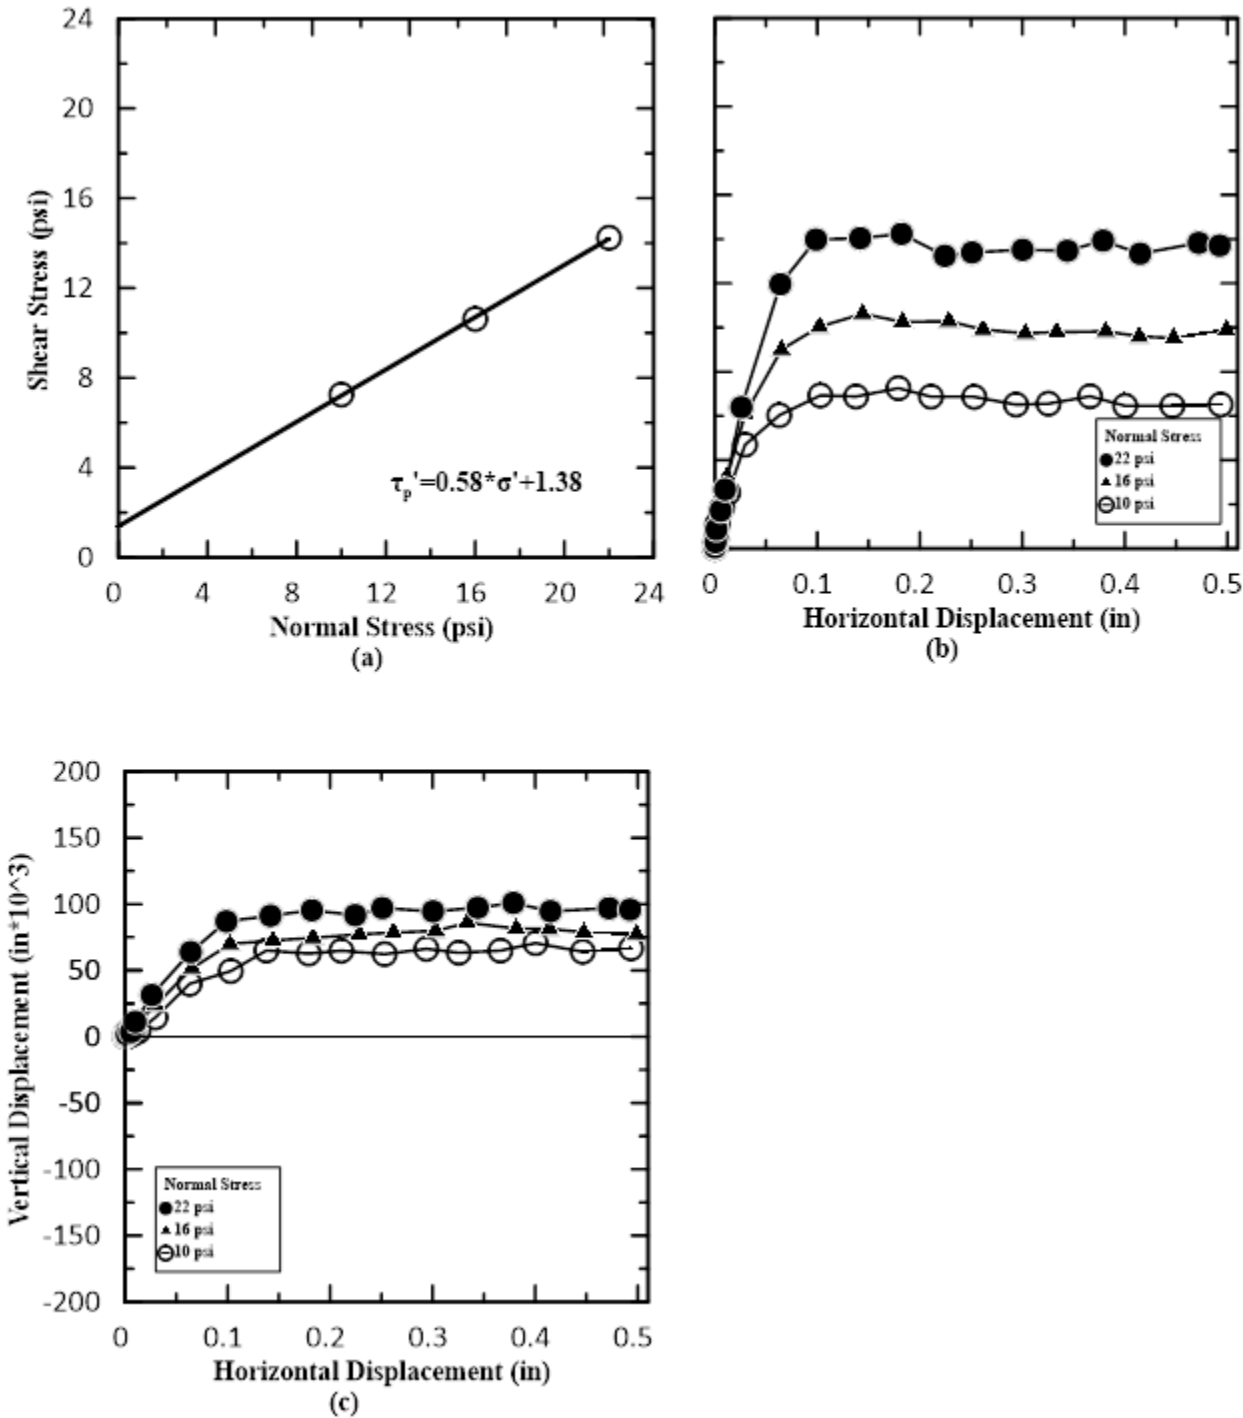 24
20
16
12
8
4
0
Shear Stress (psi)
τp'=0.58*σ'+1.38
0 4 8 12 16 20 24
Normal Stress (psi)
(a)
Normal Stress
22 psi
16 psi
10 psi
0 0.1 0.2 0.3 0.4 0.5
Horizontal Displacement (in)
(b)
200
150
100
50
0
-50
-100
-150
-200
Vertical Displacement (in*10^3)
Normal Stress
22 psi
16 psi
10 psi
0 0.1 0.2 0.3 0.4 0.5
Horizontal Displacement (in)
(c)